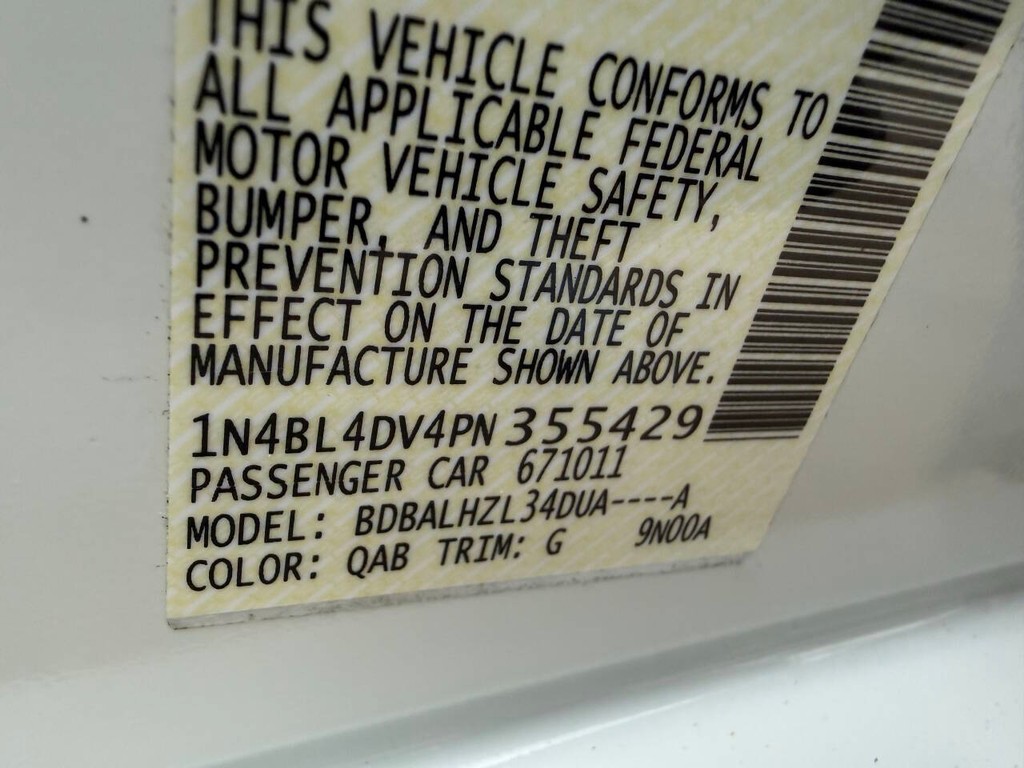 THIS VEHICLE CONFORMS TO
ALL APPLICABLE FEDERAL
MOTOR VEHICLE SAFETY,
BUMPER, AND THEFT
PREVENTION STANDARDS IN
EFFECT ON THE DATE OF
MANUFACTURE SHOWN ABOVE.
1N4BL4DV4PN355429
PASSENGER CAR 671011
MODEL: BDBALHZL34DUA----A
COLOR: QAB TRIM: G 9N00A